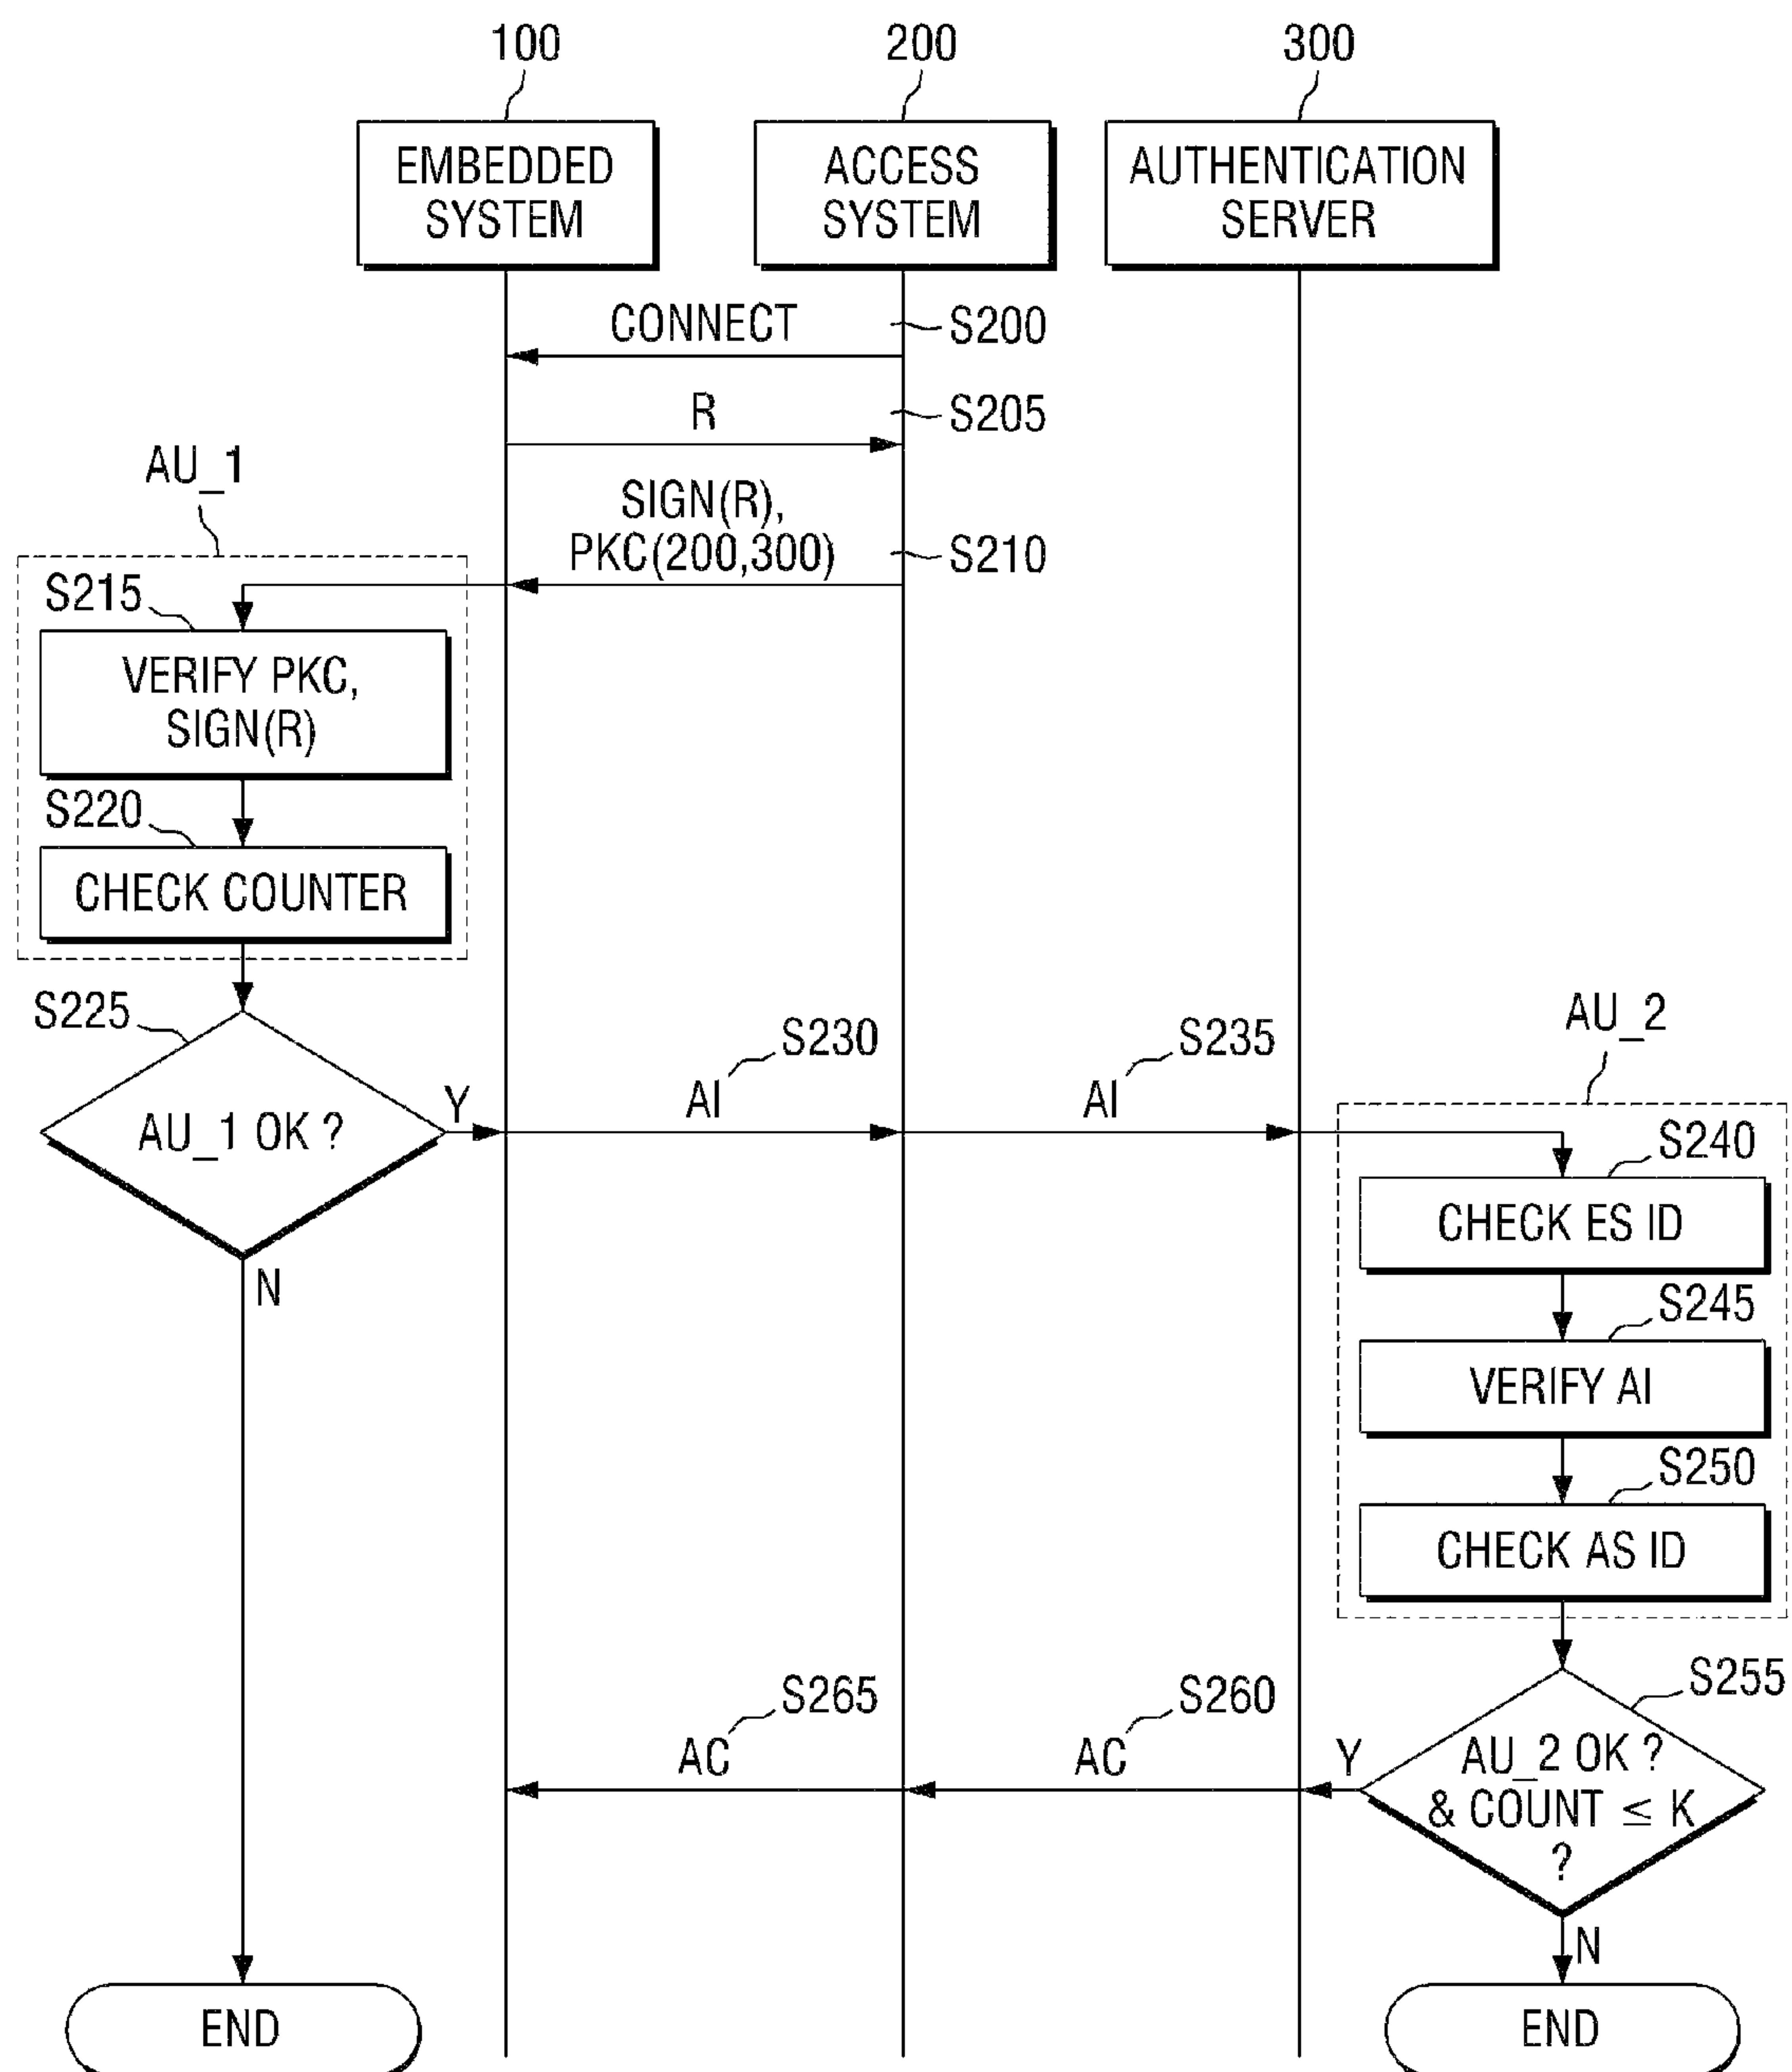 100
200
300
EMBEDDED
SYSTEM
ACCESS
SYSTEM
AUTHENTICATION
SERVER
CONNECT
S200
R
S205
AU_1
SIGN(R),
PKC(200,300)
S210
S215
VERIFY PKC,
SIGN(R)
S220
CHECK COUNTER
S225
AU_1 OK ?
Y
N
AI
S230
AI
S235
AU_2
S240
CHECK ES ID
S245
VERIFY AI
S250
CHECK AS ID
S255
AU_2 OK ?
& COUNT ≤ K
?
Y
N
AC
S265
AC
S260
END
END